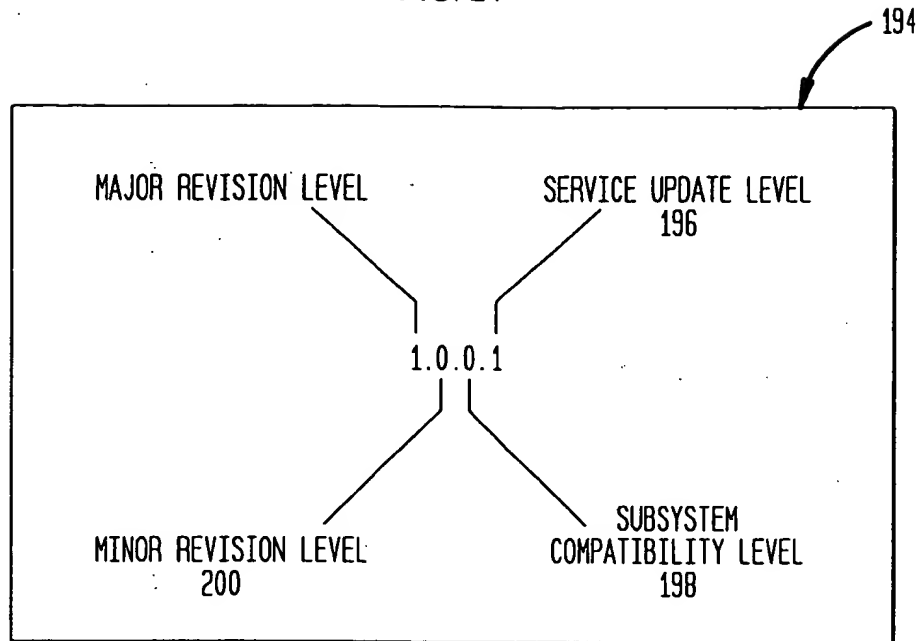 194
MAJOR REVISION LEVEL
SERVICE UPDATE LEVEL
196
1.0.0.1
MINOR REVISION LEVEL
200
SUBSYSTEM
COMPATIBILITY LEVEL
198